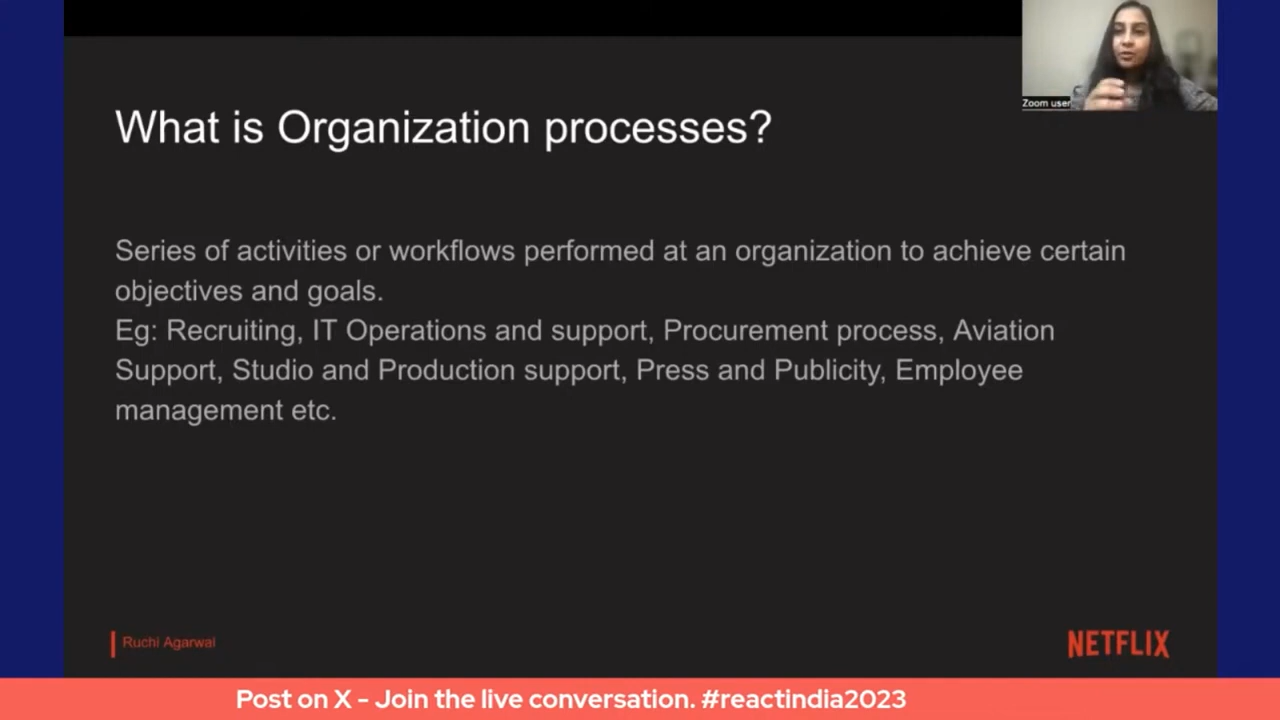 Zoom user
What is Organization processes?
Series of activities or workflows performed at an organization to achieve certain
objectives and goals.
Eg: Recruiting, IT Operations and support, Procurement process, Aviation
Support, Studio and Production support, Press and Publicity, Employee
management etc.
Ruchi Agarwal
NETFLIX
Post on X - Join the live conversation. #reactindia2023